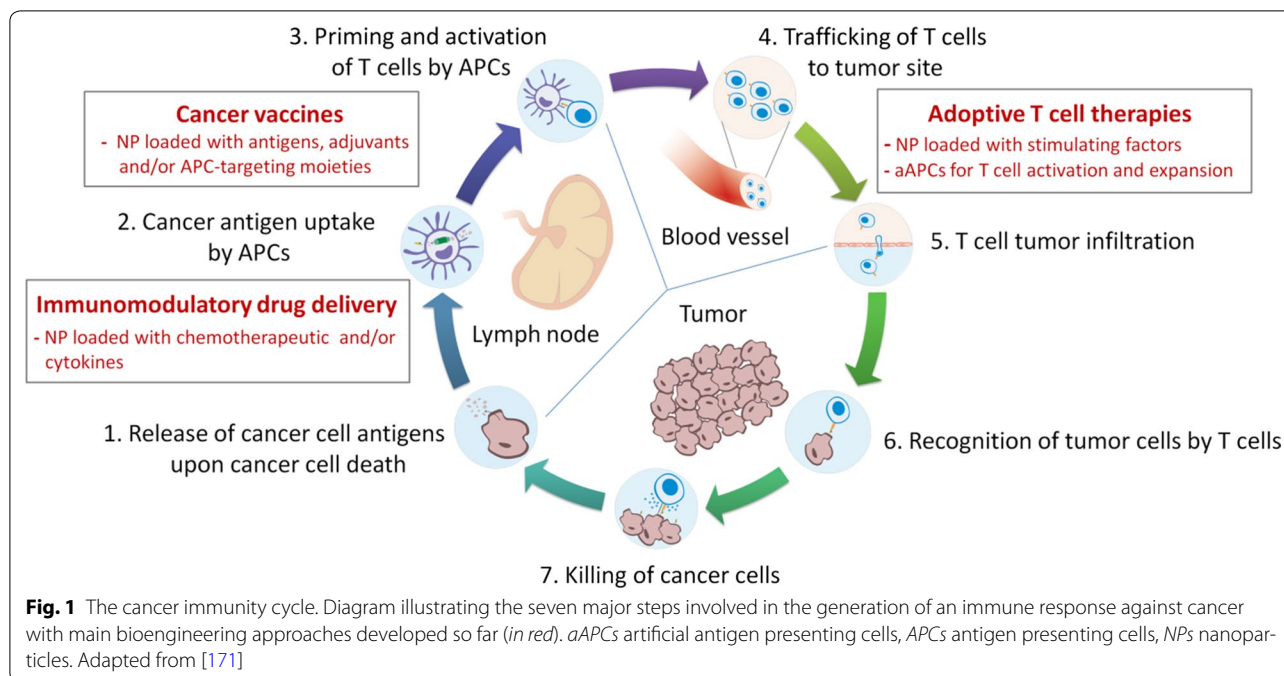 3. Priming and activation
of T cells by APCs
4. Trafficking of T cells
to tumor site
Cancer vaccines
- NP loaded with antigens, adjuvants
and/or APC-targeting moieties
Adoptive T cell therapies
- NP loaded with stimulating factors
- aAPCs for T cell activation and expansion
2. Cancer antigen uptake
by APCs
Blood vessel
5. T cell tumor infiltration
Immunomodulatory drug delivery
- NP loaded with chemotherapeutic and/or
cytokines
Lymph node
Tumor
1. Release of cancer cell antigens
upon cancer cell death
6. Recognition of tumor cells by T cells
7. Killing of cancer cells
Fig. 1 The cancer immunity cycle. Diagram illustrating the seven major steps involved in the generation of an immune response against cancer
with main bioengineering approaches developed so far (in red). aAPCs artificial antigen presenting cells, APCs antigen presenting cells, NPs nanopar-
ticles. Adapted from [171]